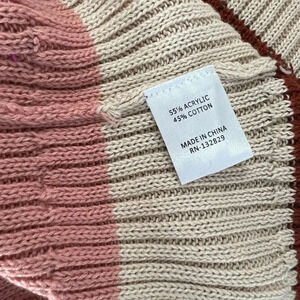 55% ACRYLIC
45% COTTON
MADE IN CHINA
RN-132829